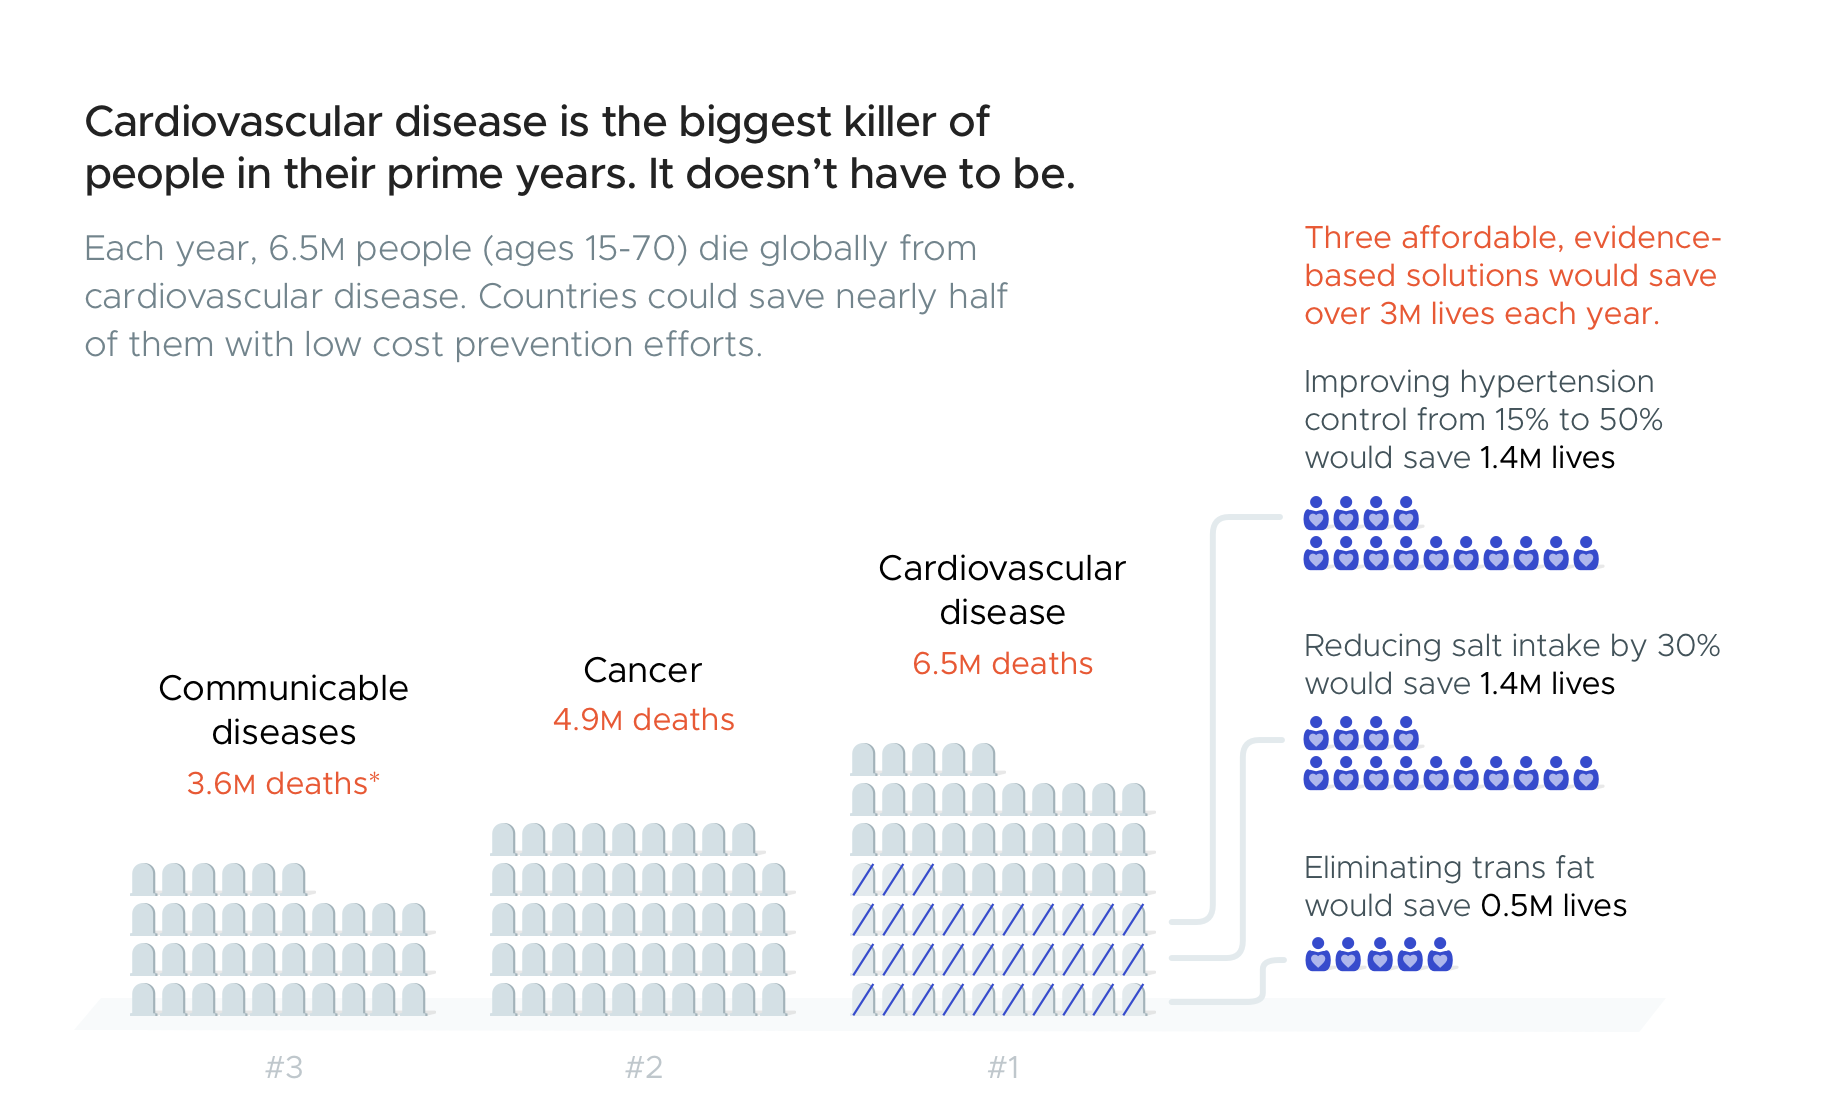 Cardiovascular disease is the biggest killer of
people in their prime years. It doesn't have to be.
Each year, 6.5M people (ages 15-70) die globally from
cardiovascular disease. Countries could save nearly half
of them with low cost prevention efforts.
Three affordable, evidence-
based solutions would save
over 3M lives each year.
Improving hypertension
control from 15% to 50%
would save 1.4M lives
Reducing salt intake by 30%
would save 1.4M lives
Eliminating trans fat
would save 0.5M lives
Communicable
diseases
3.6M deaths*
Cancer
4.9M deaths
Cardiovascular
disease
6.5M deaths
#3
#2
#1